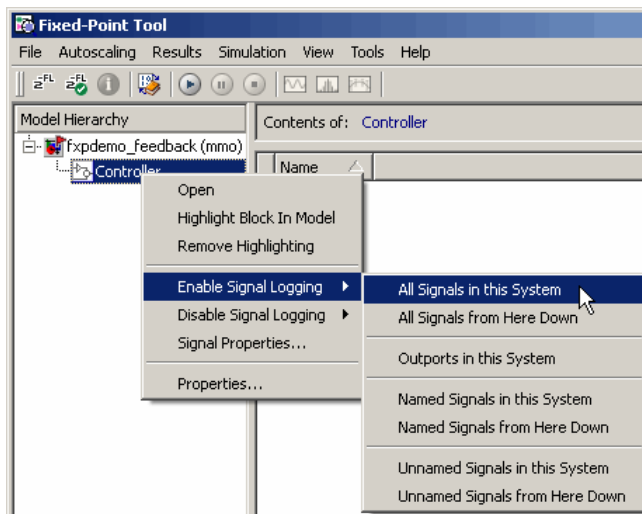 Fixed-Point Tool
File Autoscaling Results Simulation View Tools Help
Model Hierarchy
Contents of: Controller
fxpdemo_feedback (mmo)
Name
Controller
Open
Highlight Block In Model
Remove Highlighting
Enable Signal Logging
All Signals in this System
Disable Signal Logging
All Signals from Here Down
Signal Properties...
Outports in this System
Properties...
Named Signals in this System
Named Signals from Here Down
Unnamed Signals in this System
Unnamed Signals from Here Down